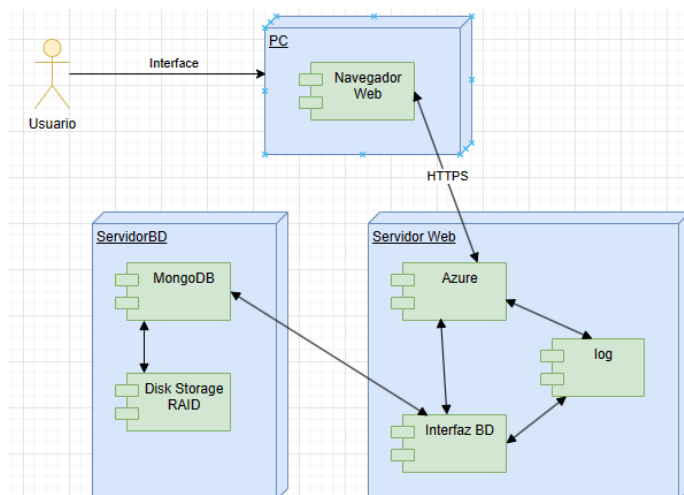 PC
Interface
Navegador
Web
Usuario
HTTPS
ServidorBD
Servidor Web
MongoDB
Azure
log
Disk Storage
RAID
Interfaz BD